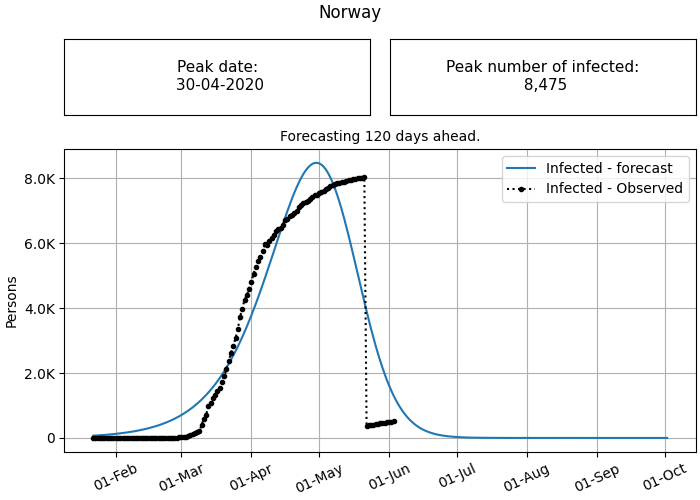 Norway
Peak date:
30-04-2020
Peak number of infected:
8,475
Forecasting 120 days ahead.
Infected - forecast
Infected - Observed
Persons
8.0K
6.0K
4.0K
2.0K
0
01-Feb
01-Mar
01-Apr
01-May
01-Jun
01-Jul
01-Aug
01-Sep
01-Oct